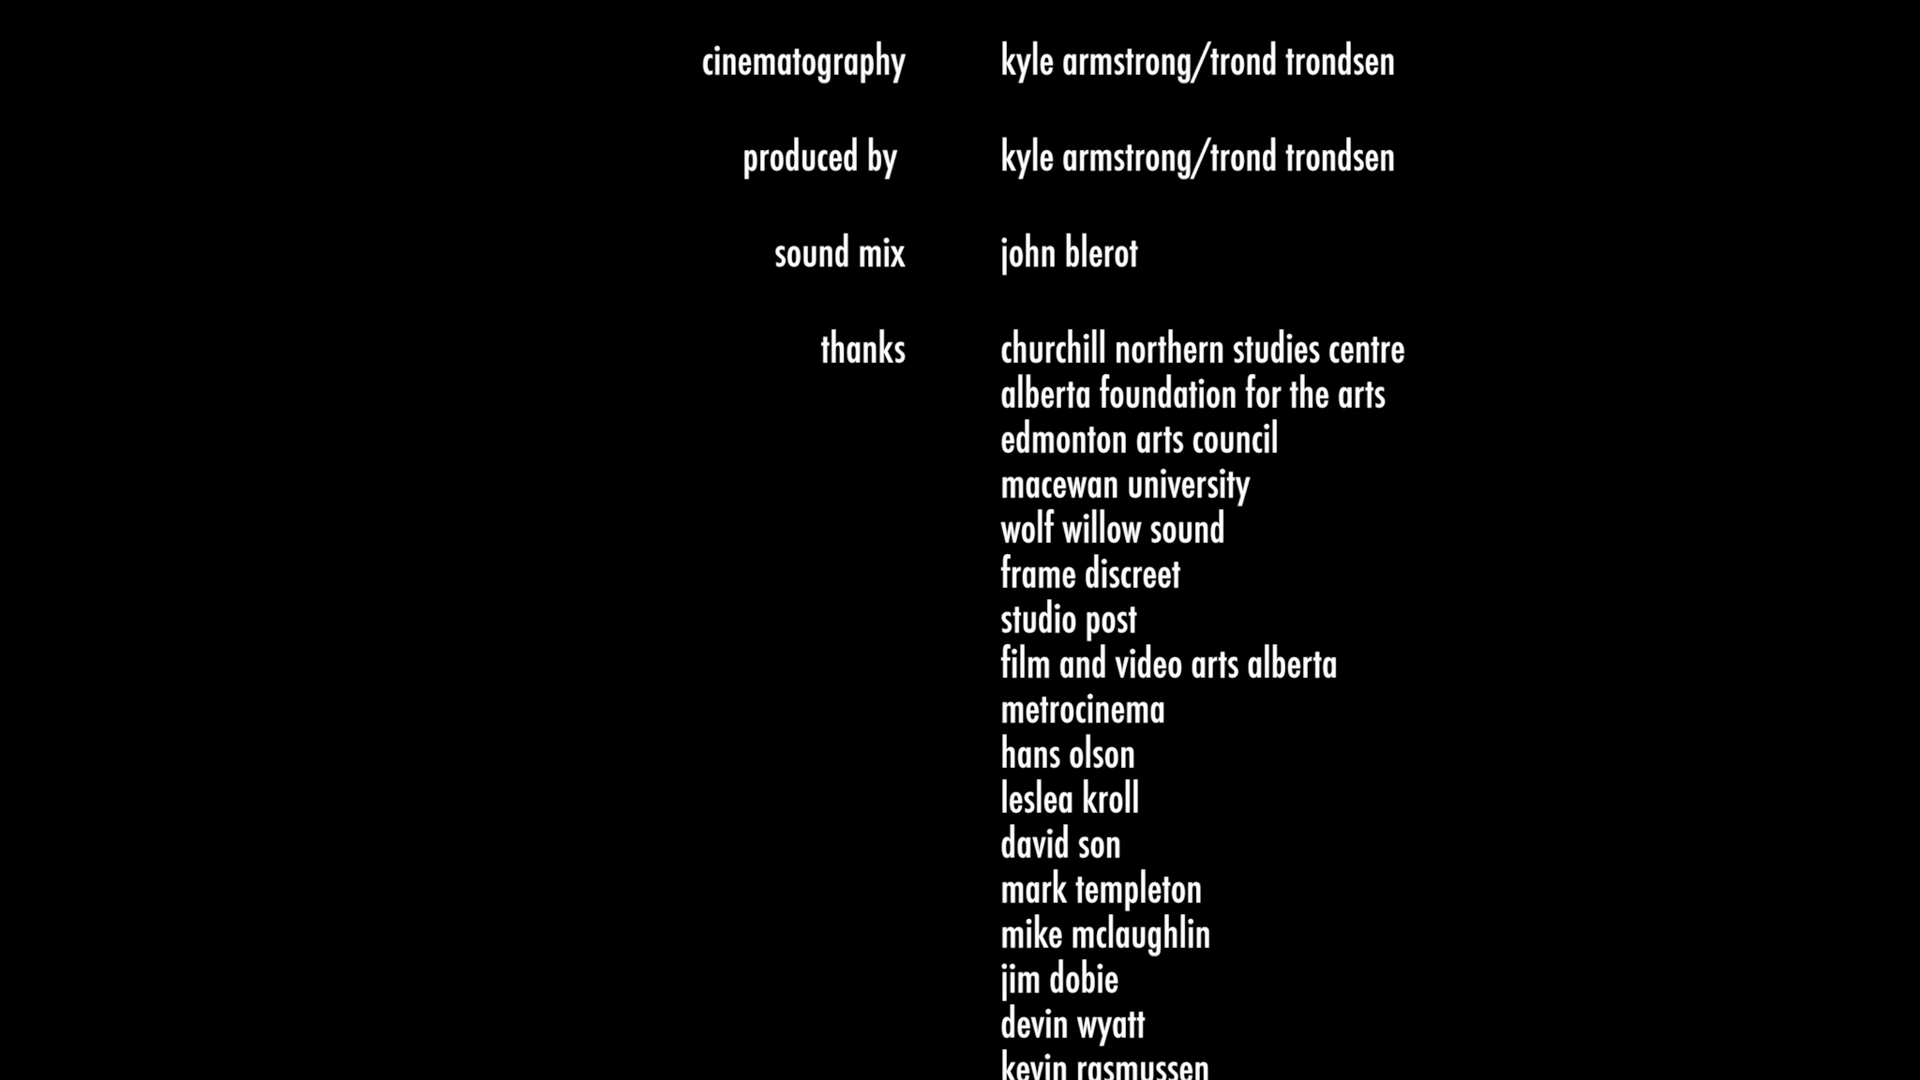 cinematography kyle armstrong/trond trondsen
produced by kyle armstrong/trond trondsen
sound mix john blerot
thanks churchill northern studies centre
alberta foundation for the arts
edmonton arts council
macewan university
wolf willow sound
frame discreet
studio post
film and video arts alberta
metrocinema
hans olson
leslea kroll
david son
mark templeton
mike mclaughlin
jim dobie
devin wyatt
kevin rasmussen